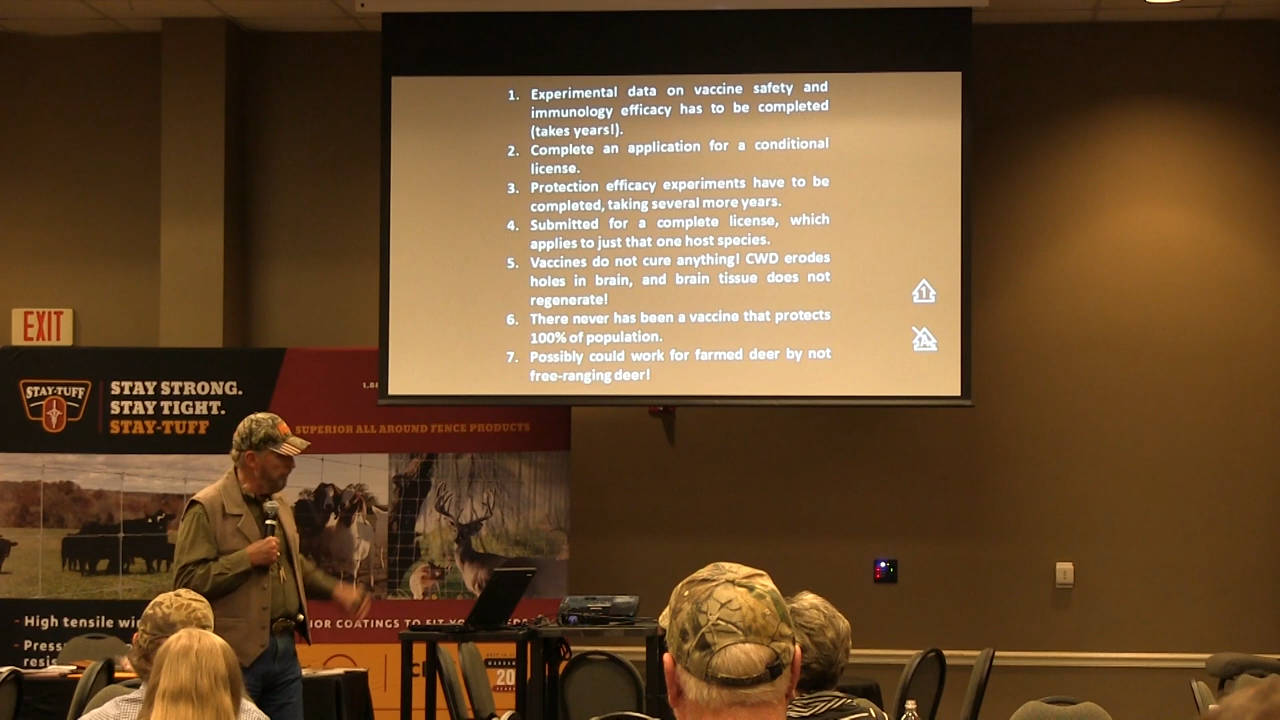 1. Experimental data on vaccine safety and
immunology efficacy has to be completed
(takes years!).
2. Complete an application for a conditional
license.
3. Protection efficacy experiments have to be
completed, taking several more years.
4. Submitted for a complete license, which
applies to just that one host species.
5. Vaccines do not cure anything! CWD erodes
holes in brain, and brain tissue does not
regenerate!
6. There never has been a vaccine that protects
100% of population.
7. Possibly could work for farmed deer by not
free-ranging deer!
1
EXIT
STAY-TUFF
STAY STRONG.
STAY TIGHT.
STAY-TUFF
SUPERIOR ALL AROUND FENCE PRODUCTS
- High tensile
COATINGS TO FIT
20